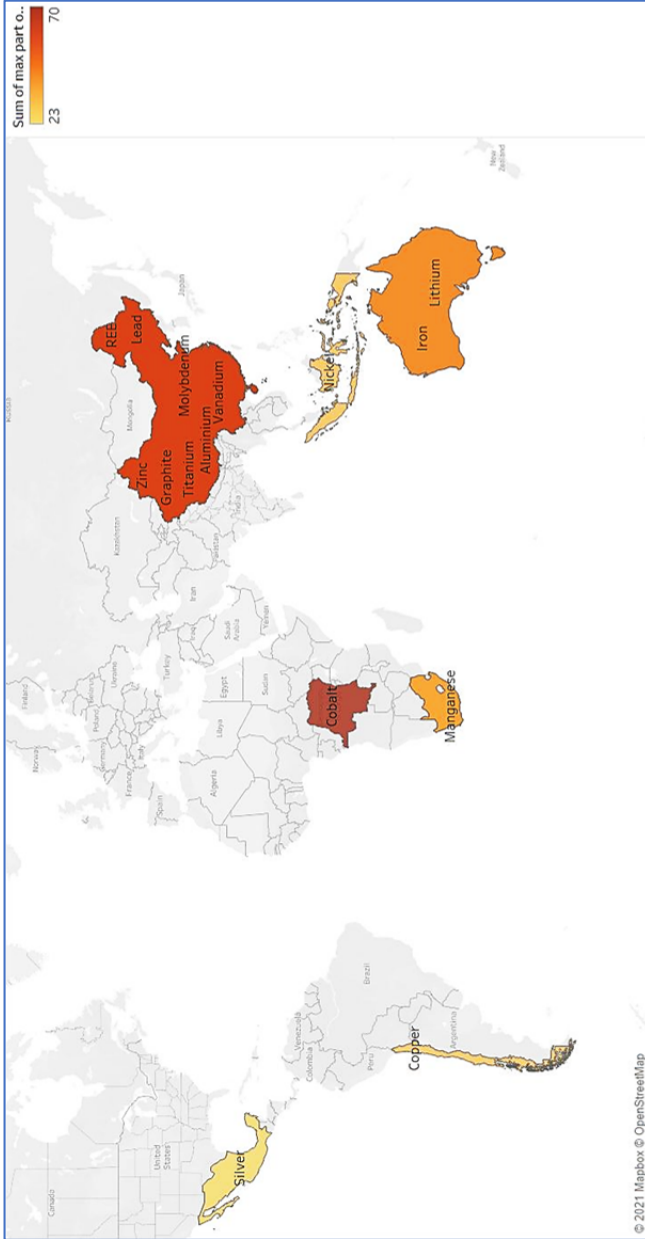 Sum of max part o..
23
70
Russia
Canada
United
States
Silver
Venezuela
Colombia
Peru
Brazil
Copper
Argentina
Finland
Norway
Belarus
Poland
Germany
Ukraine
France
Italy
Spain
Turkey
Algeria
Libya
Egypt
Sudan
Saudi
Arabia
Yemen
Iraq
Iran
Kazakhstan
Pakistan
India
Mongolia
Japan
Cobalt
Manganese
Zinc
Graphite
Titanium
Aluminium
Vanadium
Molybdenum
REE
Lead
Nickel
Iron
Lithium
New
Zealand
© 2021 Mapbox © OpenStreetMap